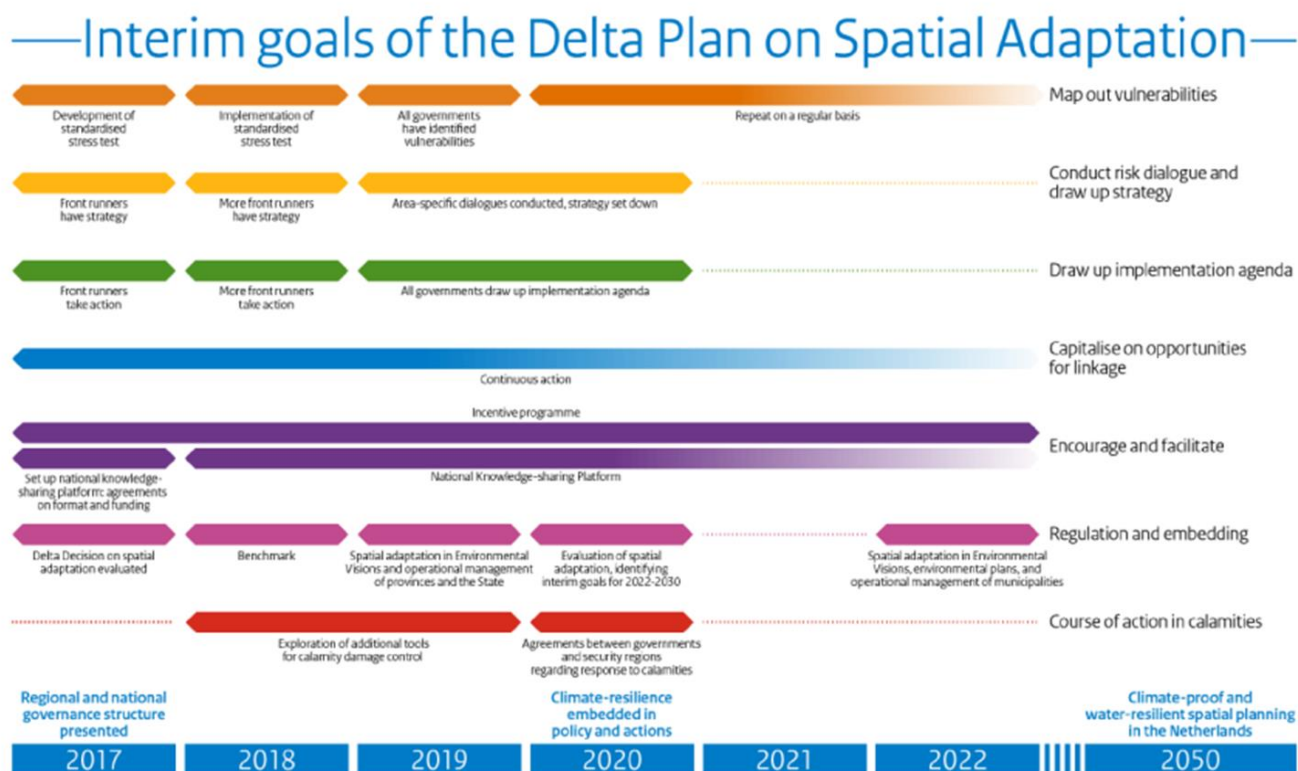 Interim goals of the Delta Plan on Spatial Adaptation
Development of
standardised
stress test
Implementation of
standardised
stress test
All governments
have identified
vulnerabilities
Repeat on a regular basis
Map out vulnerabilities
Front runners
have strategy
More front runners
have strategy
Area-specific dialogues conducted, strategy set down
Conduct risk dialogue and
draw up strategy
Front runners
take action
More front runners
take action
All governments draw up implementation agenda
Draw up implementation agenda
Continuous action
Capitalise on opportunities
for linkage
Incentive programme
Set up national knowledge-
sharing platform: agreements
on format and funding
National Knowledge-sharing Platform
Encourage and facilitate
Delta Decision on spatial
adaptation evaluated
Benchmark
Spatial adaptation in Environmental
Visions and operational management
of provinces and the State
Evaluation of spatial
adaptation, identifying
interim goals for 2022-2030
Spatial adaptation in Environmental
Visions, environmental plans, and
operational management of municipalities
Regulation and embedding
Exploration of additional tools
for calamity damage control
Agreements between governments
and security regions
regarding response to calamities
Course of action in calamities
Regional and national
governance structure
presented
Climate-resilience
embedded in
policy and actions
Climate-proof and
water-resilient spatial planning
in the Netherlands
2017
2018
2019
2020
2021
2022
2050